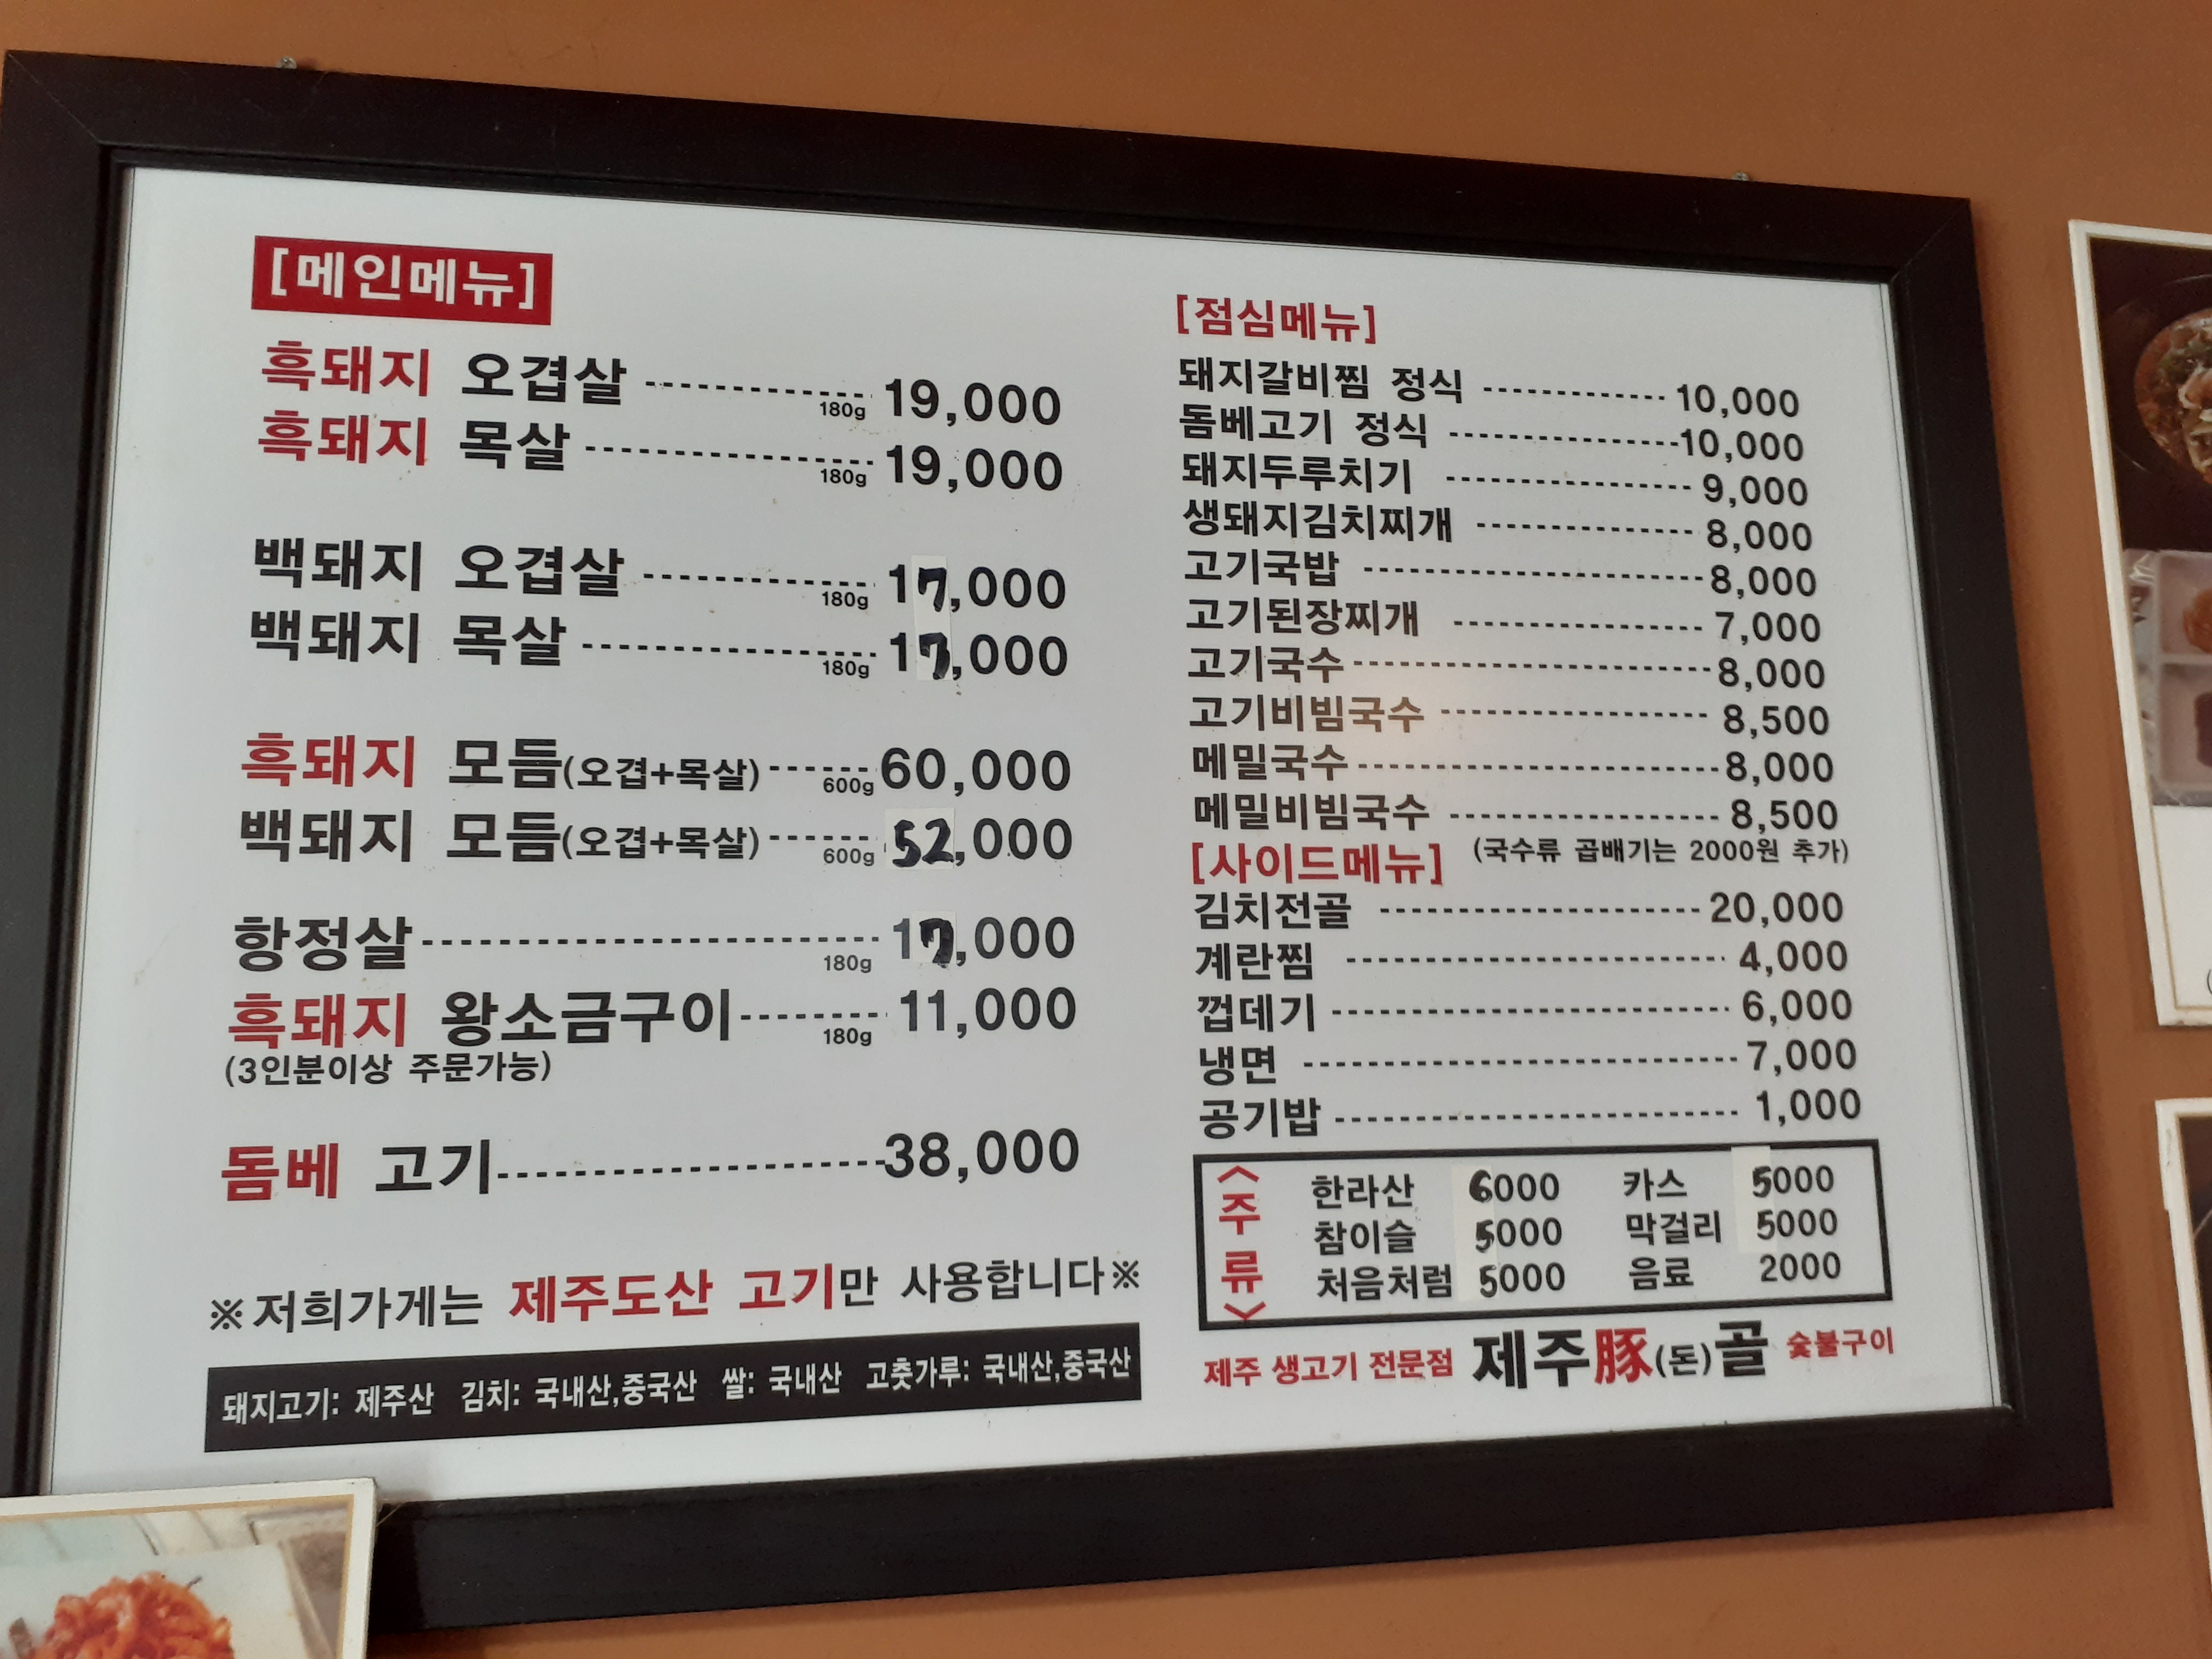 [메인메뉴]
흑돼지 오겹살 180g 19,000
흑돼지 목살 180g 19,000
백돼지 오겹살 180g 17,000
백돼지 목살 180g 17,000
흑돼지 모듬(오겹+목살) 600g 60,000
백돼지 모듬(오겹+목살) 600g 52,000
항정살 180g 17,000
흑돼지 왕소금구이 180g 11,000
(3인분이상 주문가능)
돔베 고기 38,000
※저희가게는 제주도산 고기만 사용합니다※
돼지고기: 제주산 김치: 국내산,중국산 쌀: 국내산 고춧가루: 국내산,중국산
[점심메뉴]
돼지갈비찜 정식 10,000
돔베고기 정식 10,000
돼지두루치기 9,000
생돼지김치찌개 8,000
고기국밥 8,000
고기된장찌개 7,000
고기국수 8,000
고기비빔국수 8,500
메밀국수 8,000
메밀비빔국수 8,500
(국수류 곱배기는 2000원 추가)
[사이드메뉴]
김치전골 20,000
계란찜 4,000
껍데기 6,000
냉면 7,000
공기밥 1,000
<주류>
한라산 6000 카스 5000
참이슬 5000 막걸리 5000
처음처럼 5000 음료 2000
제주 생고기 전문점 제주豚(돈)골 숯불구이